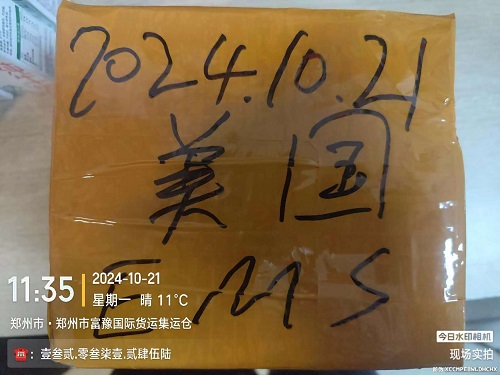 2024.10.21
美国
EMS
11:35
2024-10-21
星期一 晴 11°C
郑州市·郑州市富豫国际货运集运仓
壹叁贰.零叁柒壹.贰肆伍陆
今日水印相机
现场实拍